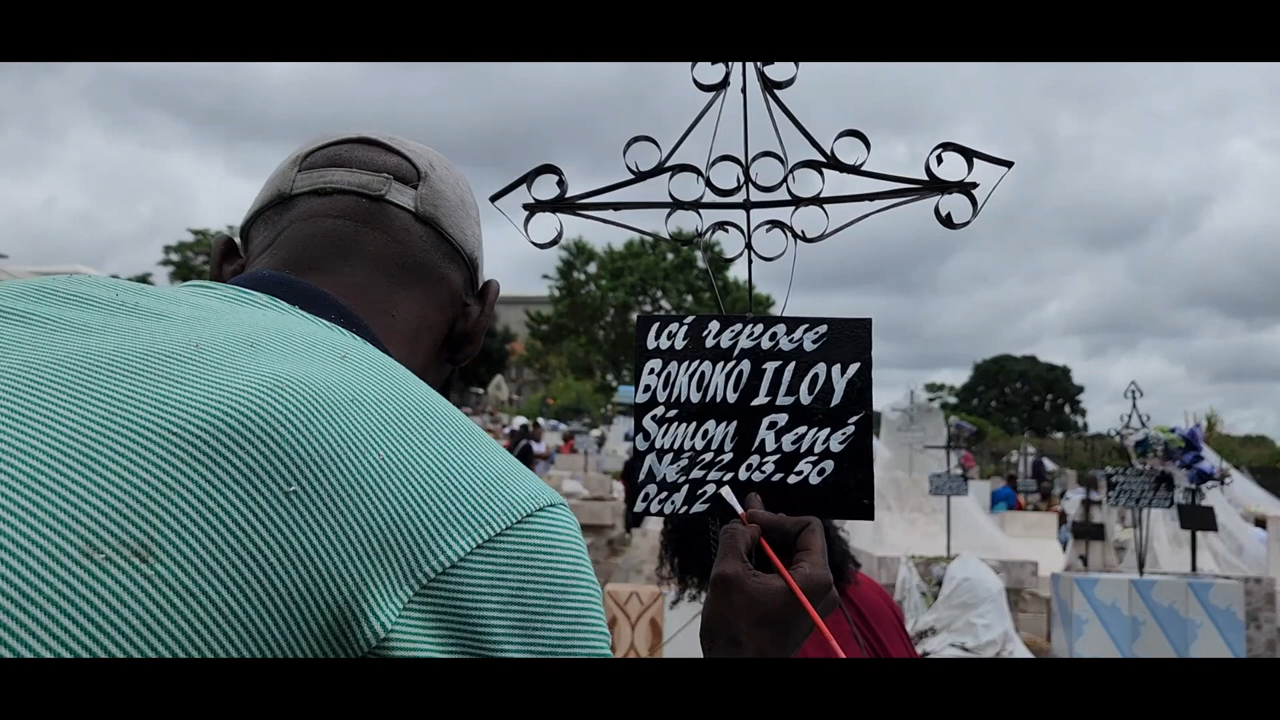 ici repose
BOKOKO ILOY
Simon René
Né.22.03.50
Dcd.2